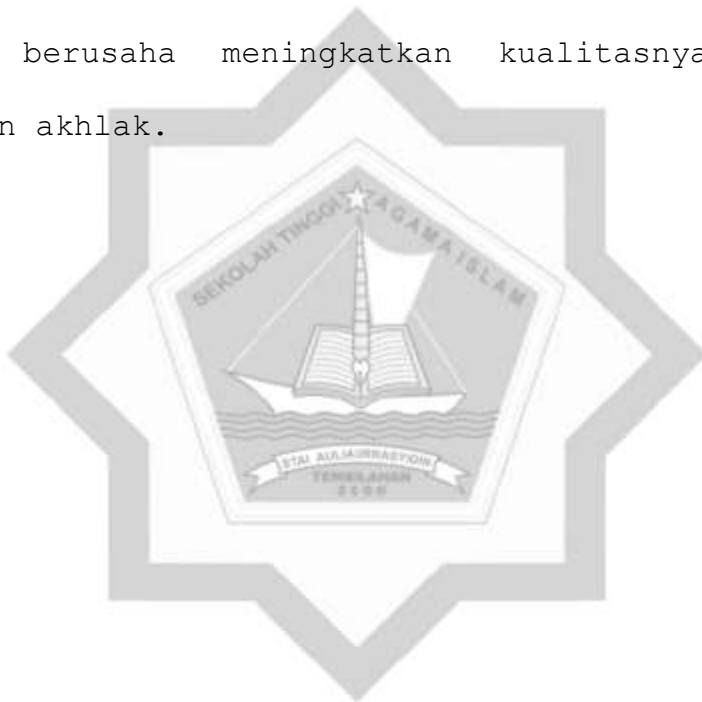 berusaha meningkatkan kualitasnya
n akhlak.
SEKOLAH TINGGI AGAMA ISLAM
STAI AULIAURRASYIDIN
TEMBILAHAN